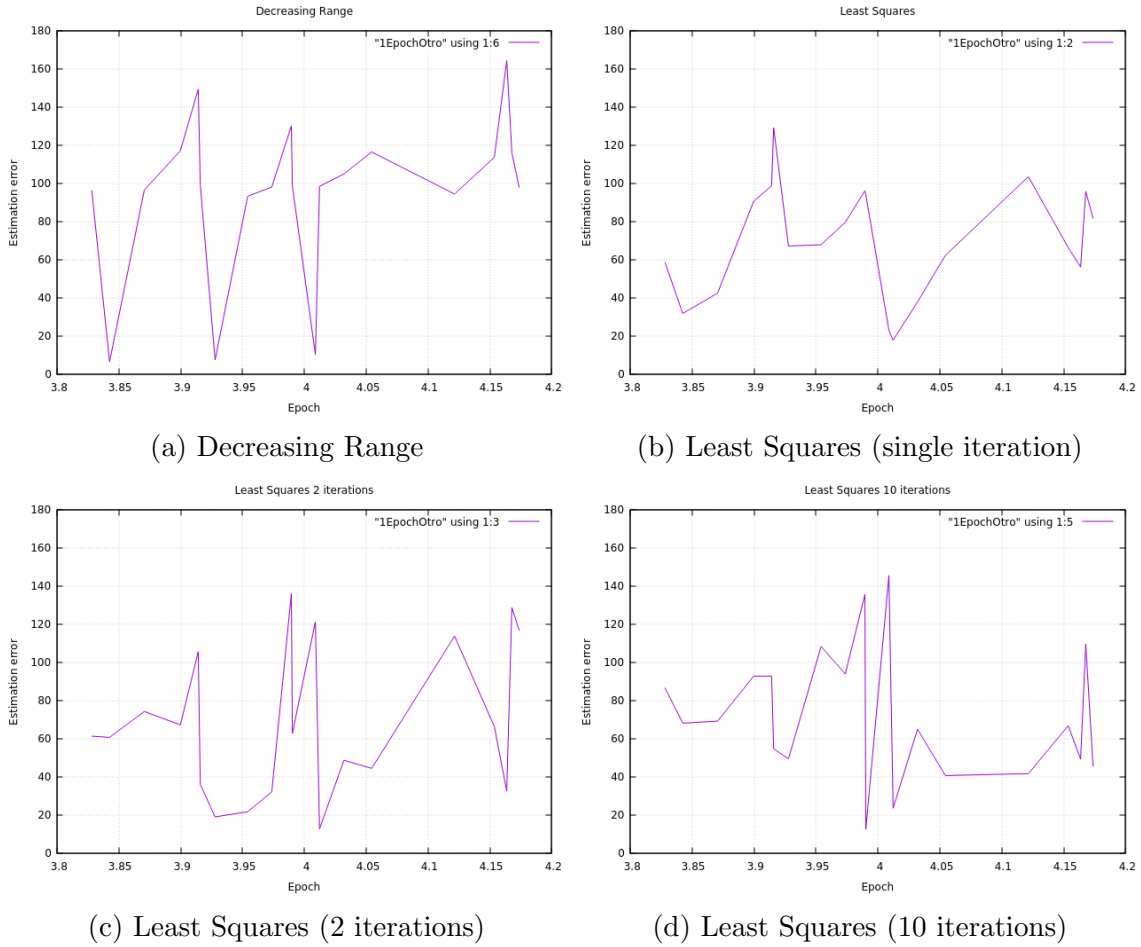 Decreasing Range
180
160
140
120
100
80
60
40
20
0
Estimation error
"1EpochOtro" using 1:6
3.8 3.85 3.9 3.95 4 4.05 4.1 4.15 4.2
Epoch
(a) Decreasing Range
Least Squares
180
160
140
120
100
80
60
40
20
0
Estimation error
"1EpochOtro" using 1:2
3.8 3.85 3.9 3.95 4 4.05 4.1 4.15 4.2
Epoch
(b) Least Squares (single iteration)
Least Squares 2 iterations
180
160
140
120
100
80
60
40
20
0
Estimation error
"1EpochOtro" using 1:3
3.8 3.85 3.9 3.95 4 4.05 4.1 4.15 4.2
Epoch
(c) Least Squares (2 iterations)
Least Squares 10 iterations
180
160
140
120
100
80
60
40
20
0
Estimation error
"1EpochOtro" using 1:5
3.8 3.85 3.9 3.95 4 4.05 4.1 4.15 4.2
Epoch
(d) Least Squares (10 iterations)